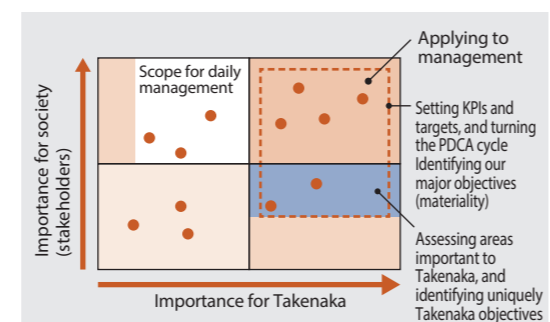 Applying to
management
Scope for daily
management
Setting KPIs and
targets, and turning
the PDCA cycle
Identifying our
major objectives
(materiality)
Assessing areas
important to
Takenaka, and
identifying uniquely
Takenaka objectives
Importance for society
(stakeholders)
Importance for Takenaka